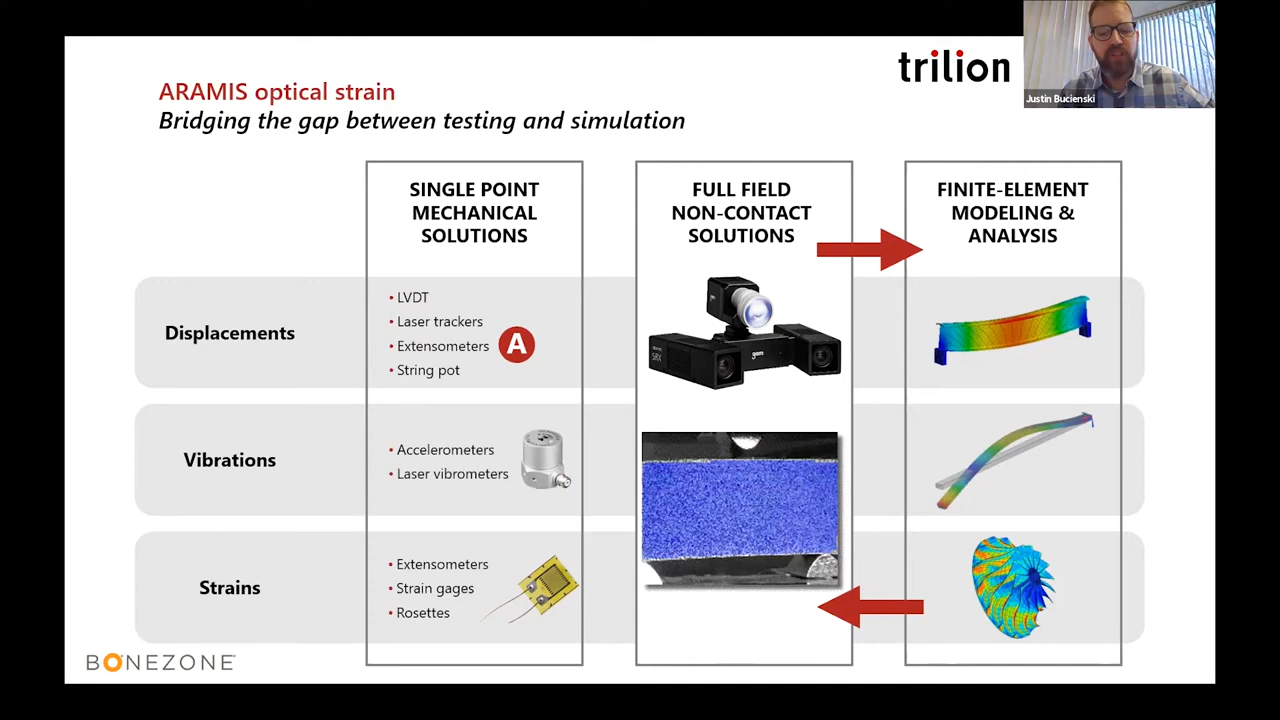 trilion
Justin Bucienski
ARAMIS optical strain
Bridging the gap between testing and simulation
SINGLE POINT
MECHANICAL
SOLUTIONS
FULL FIELD
NON-CONTACT
SOLUTIONS
FINITE-ELEMENT
MODELING &
ANALYSIS
Displacements
• LVDT
• Laser trackers
• Extensometers
• String pot
A
SRX
gom
Vibrations
• Accelerometers
• Laser vibrometers
Strains
• Extensometers
• Strain gages
• Rosettes
BONEZONE